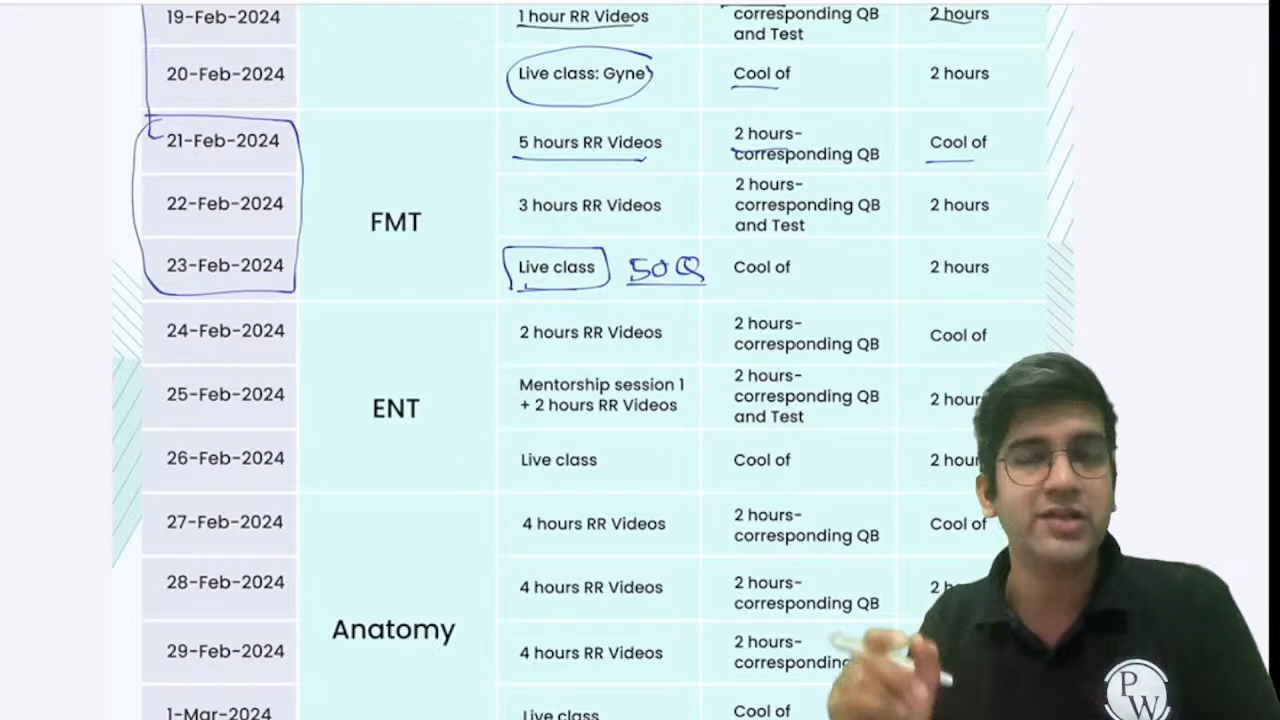 19-Feb-2024
1 hour RR Videos
corresponding QB
and Test
2 hours
20-Feb-2024
Live class: Gyne
Cool of
2 hours
FMT
21-Feb-2024
5 hours RR Videos
2 hours-
corresponding QB
Cool of
22-Feb-2024
3 hours RR Videos
2 hours-
corresponding QB
and Test
2 hours
23-Feb-2024
Live class
50Q
Cool of
2 hours
ENT
24-Feb-2024
2 hours RR Videos
2 hours-
corresponding QB
Cool of
25-Feb-2024
Mentorship session 1
+ 2 hours RR Videos
2 hours-
corresponding QB
and Test
2 hours
26-Feb-2024
Live class
Cool of
2 hour
Anatomy
27-Feb-2024
4 hours RR Videos
2 hours-
corresponding QB
Cool of
28-Feb-2024
4 hours RR Videos
2 hours-
corresponding QB
2 h
29-Feb-2024
4 hours RR Videos
2 hours-
corresponding
1-Mar-2024
Live class
Cool of
PW